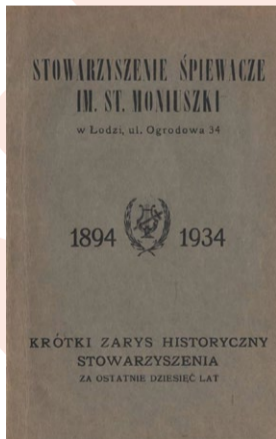 STOWARZYSZENIE ŚPIEWACZE
IM. ST. MONIUSZKI
w Łodzi, ul. Ogrodowa 34
1894 1934
KRÓTKI ZARYS HISTORYCZNY
STOWARZYSZENIA
ZA OSTATNIE DZIESIĘĆ LAT